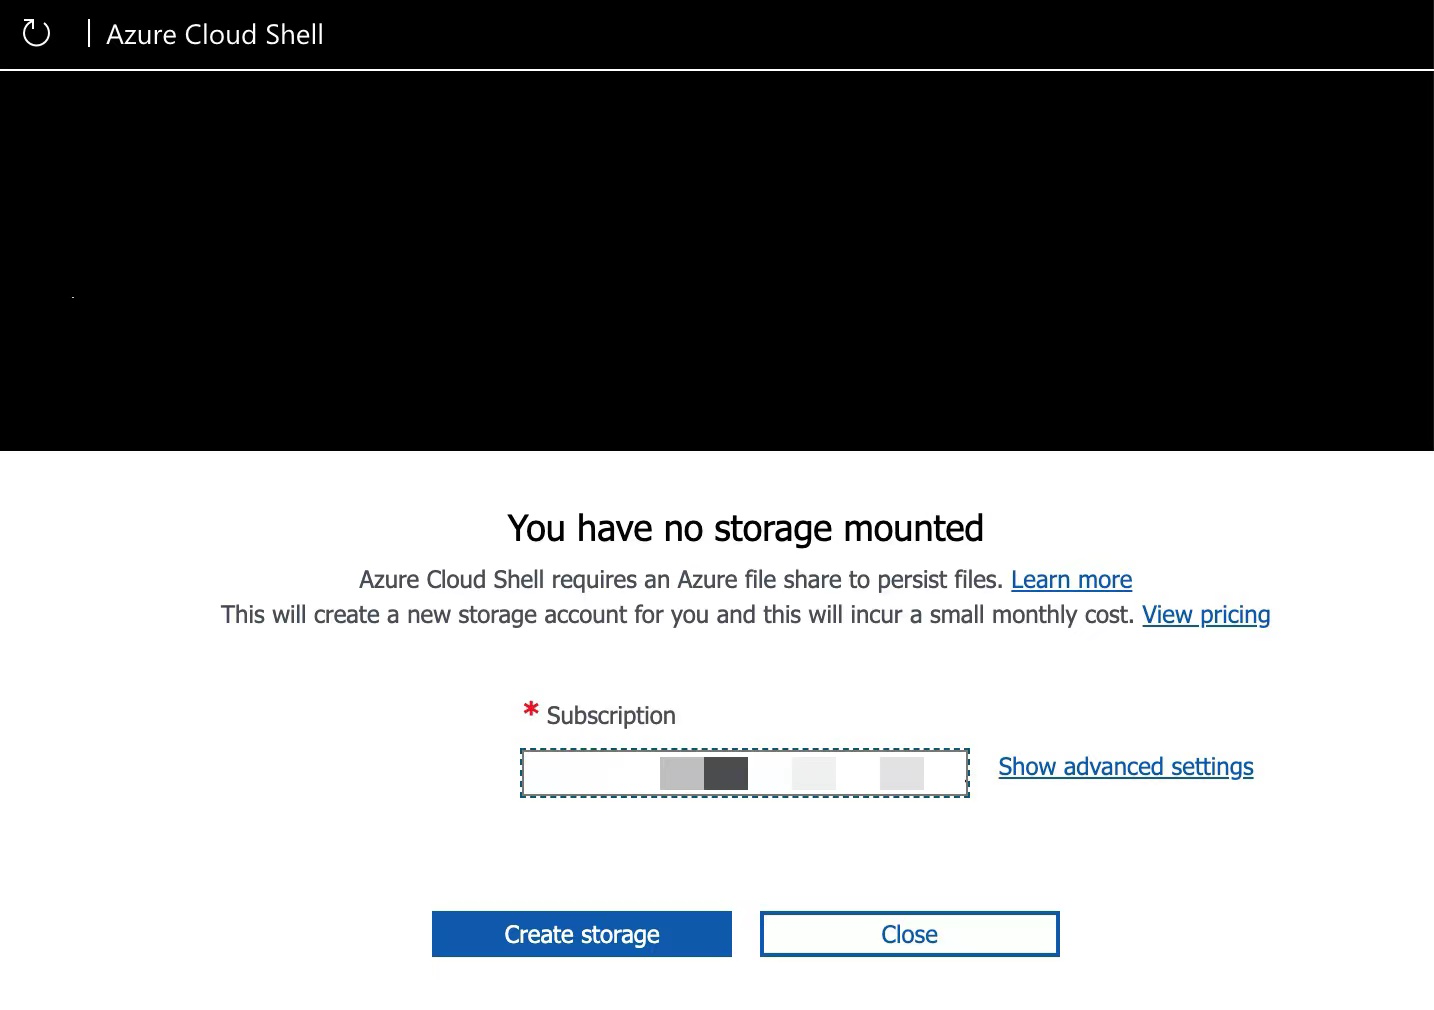 Azure Cloud Shell
You have no storage mounted
Azure Cloud Shell requires an Azure file share to persist files. Learn more
This will create a new storage account for you and this will incur a small monthly cost. View pricing
* Subscription
Show advanced settings
Create storage
Close